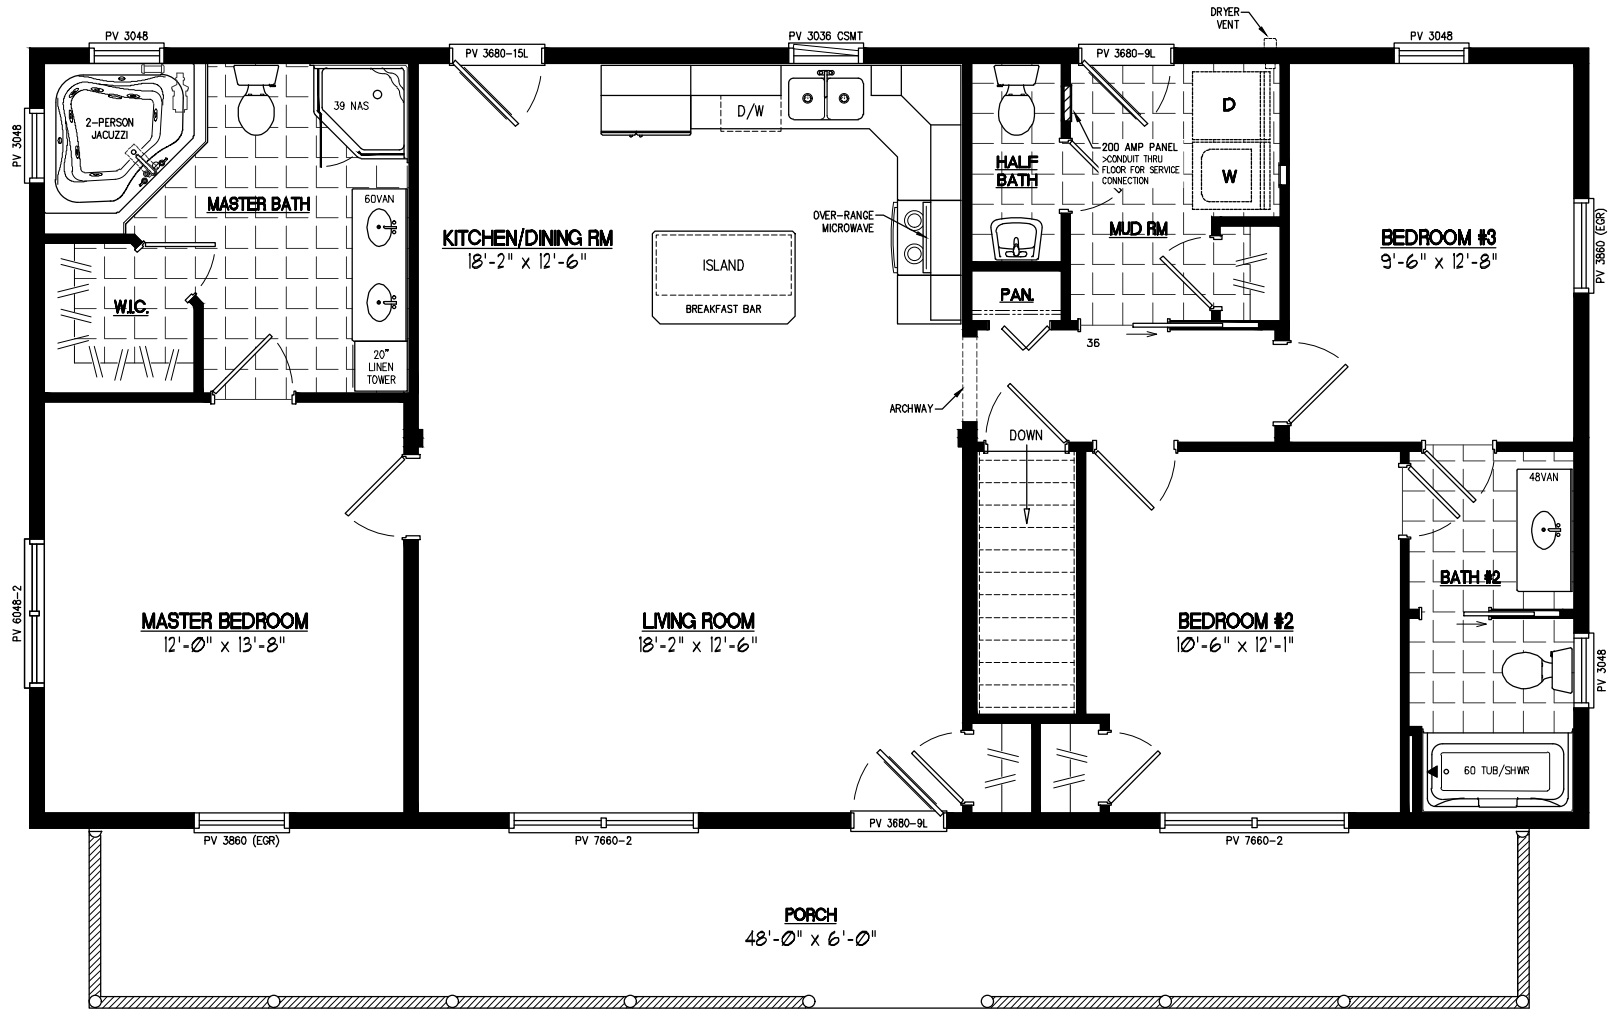 DRYER
VENT
PV 3048
PV 3680-15L
PV 3036 CSMT
PV 3680-9L
PV 3048
PV 3048
2-PERSON
JACUZZI
39 NAS
MASTER BATH
60VAN
W.I.C.
20"
LINEN
TOWER
KITCHEN/DINING RM
18'-2" x 12'-6"
D/W
OVER-RANGE
MICROWAVE
ISLAND
BREAKFAST BAR
HALF
BATH
PAN.
200 AMP PANEL
>CONDUIT THRU
FLOOR FOR SERVICE
CONNECTION
D
W
MUD RM
36
BEDROOM #3
9'-6" x 12'-8"
PV 3860 (EGR)
ARCHWAY
DOWN
48VAN
BATH #2
PV 6048-2
MASTER BEDROOM
12'-0" x 13'-8"
LIVING ROOM
18'-2" x 12'-6"
BEDROOM #2
10'-6" x 12'-1"
PV 3048
60 TUB/SHWR
PV 3860 (EGR)
PV 7660-2
PV 3680-9L
PV 7660-2
PORCH
48'-0" x 6'-0"